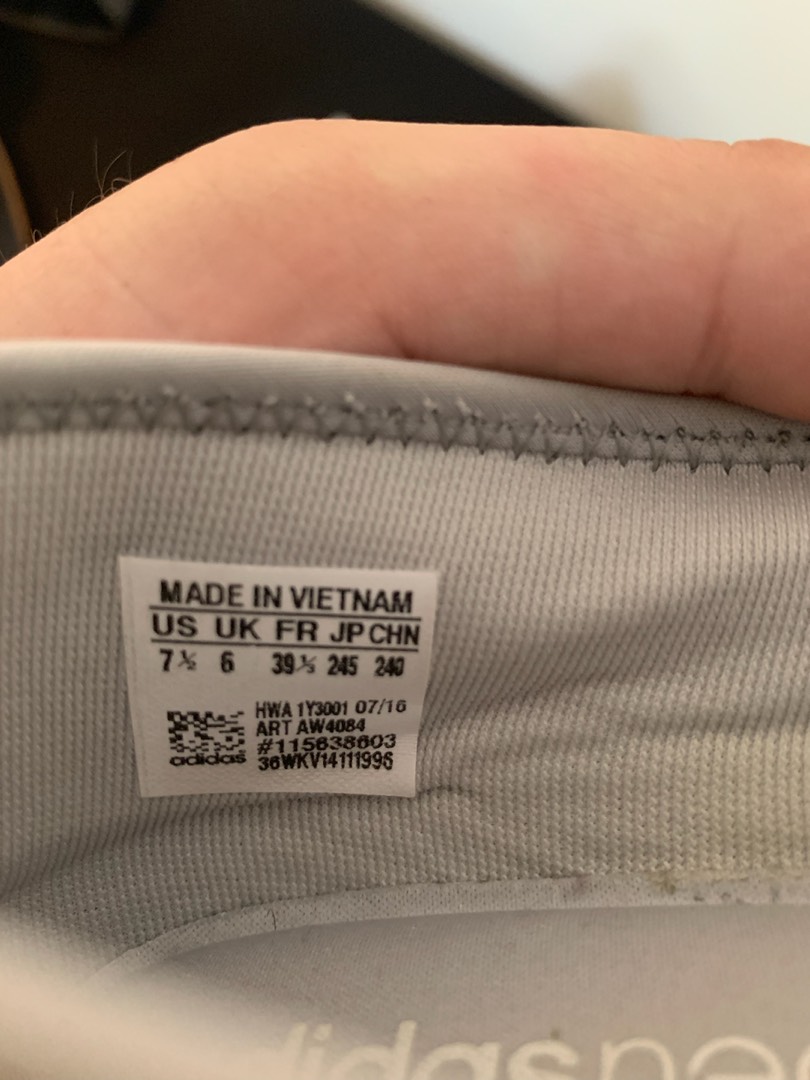 MADE IN VIETNAM
US UK FR JP CHN
7½ 6 39⅓ 245 240
HWA 1Y3001 07/16
ART AW4084
#115638603
36WKV14111996
adidas
adidas